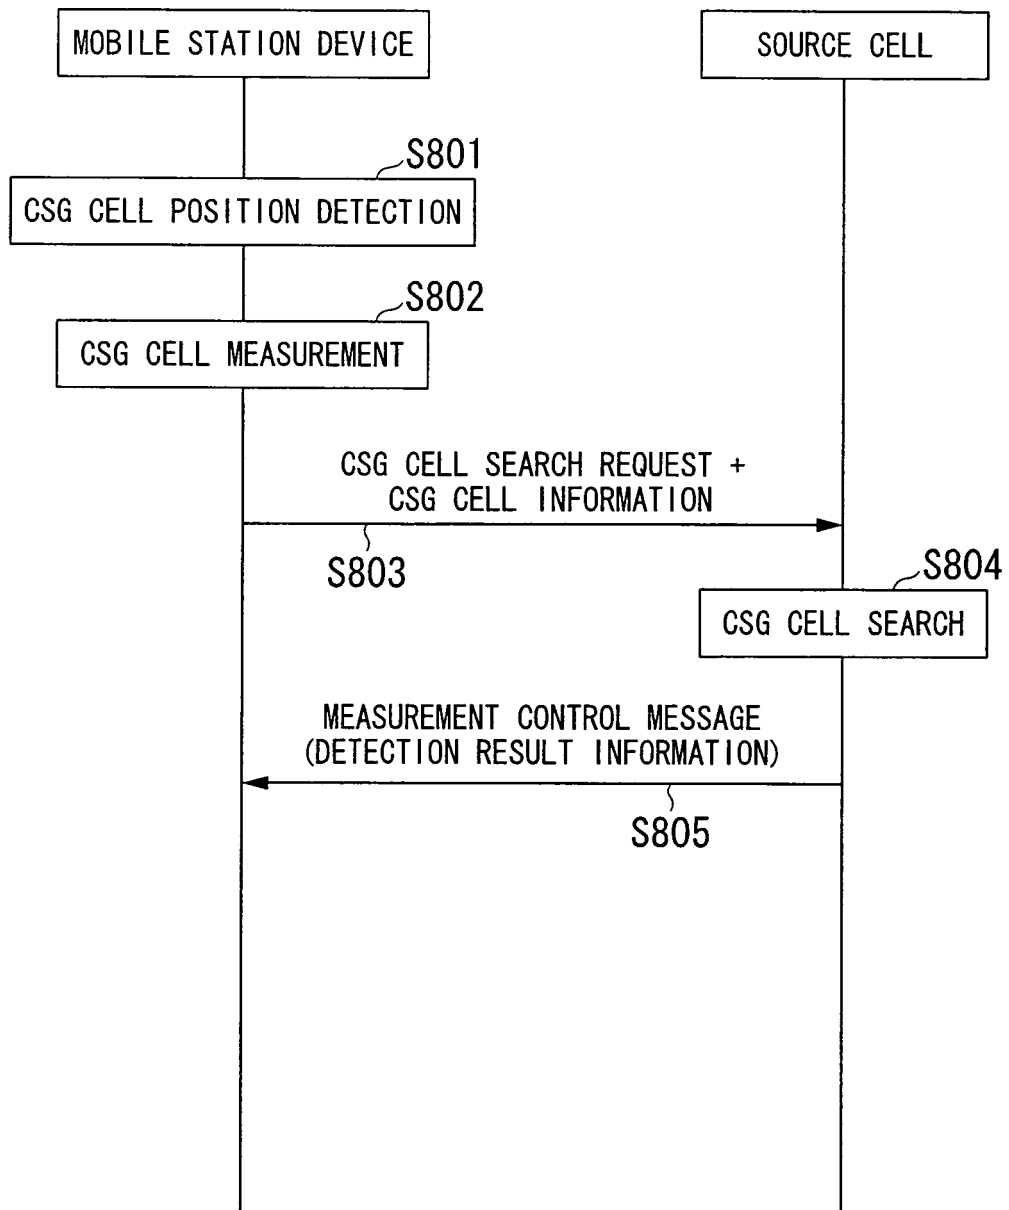 MOBILE STATION DEVICE
SOURCE CELL
S801
CSG CELL POSITION DETECTION
S802
CSG CELL MEASUREMENT
CSG CELL SEARCH REQUEST +
CSG CELL INFORMATION
S803
S804
CSG CELL SEARCH
MEASUREMENT CONTROL MESSAGE
(DETECTION RESULT INFORMATION)
S805